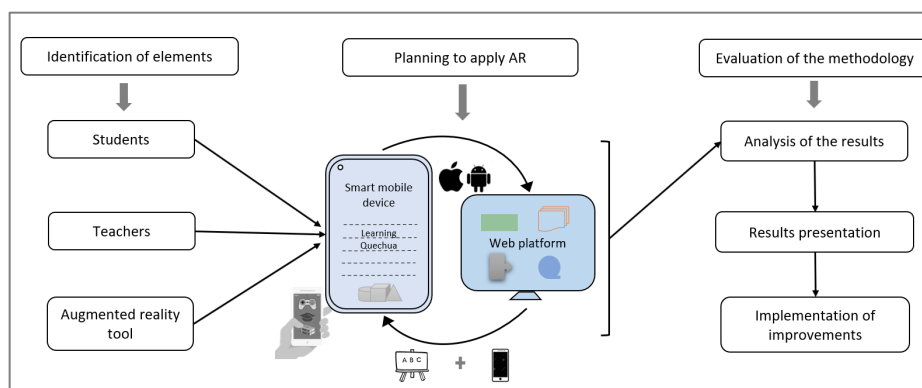 Identification of elements
Planning to apply AR
Evaluation of the methodology
Students
Teachers
Augmented reality
tool
Smart mobile
device
Learning
Quechua
Web platform
A B C
+
Analysis of the results
Results presentation
Implementation of
improvements